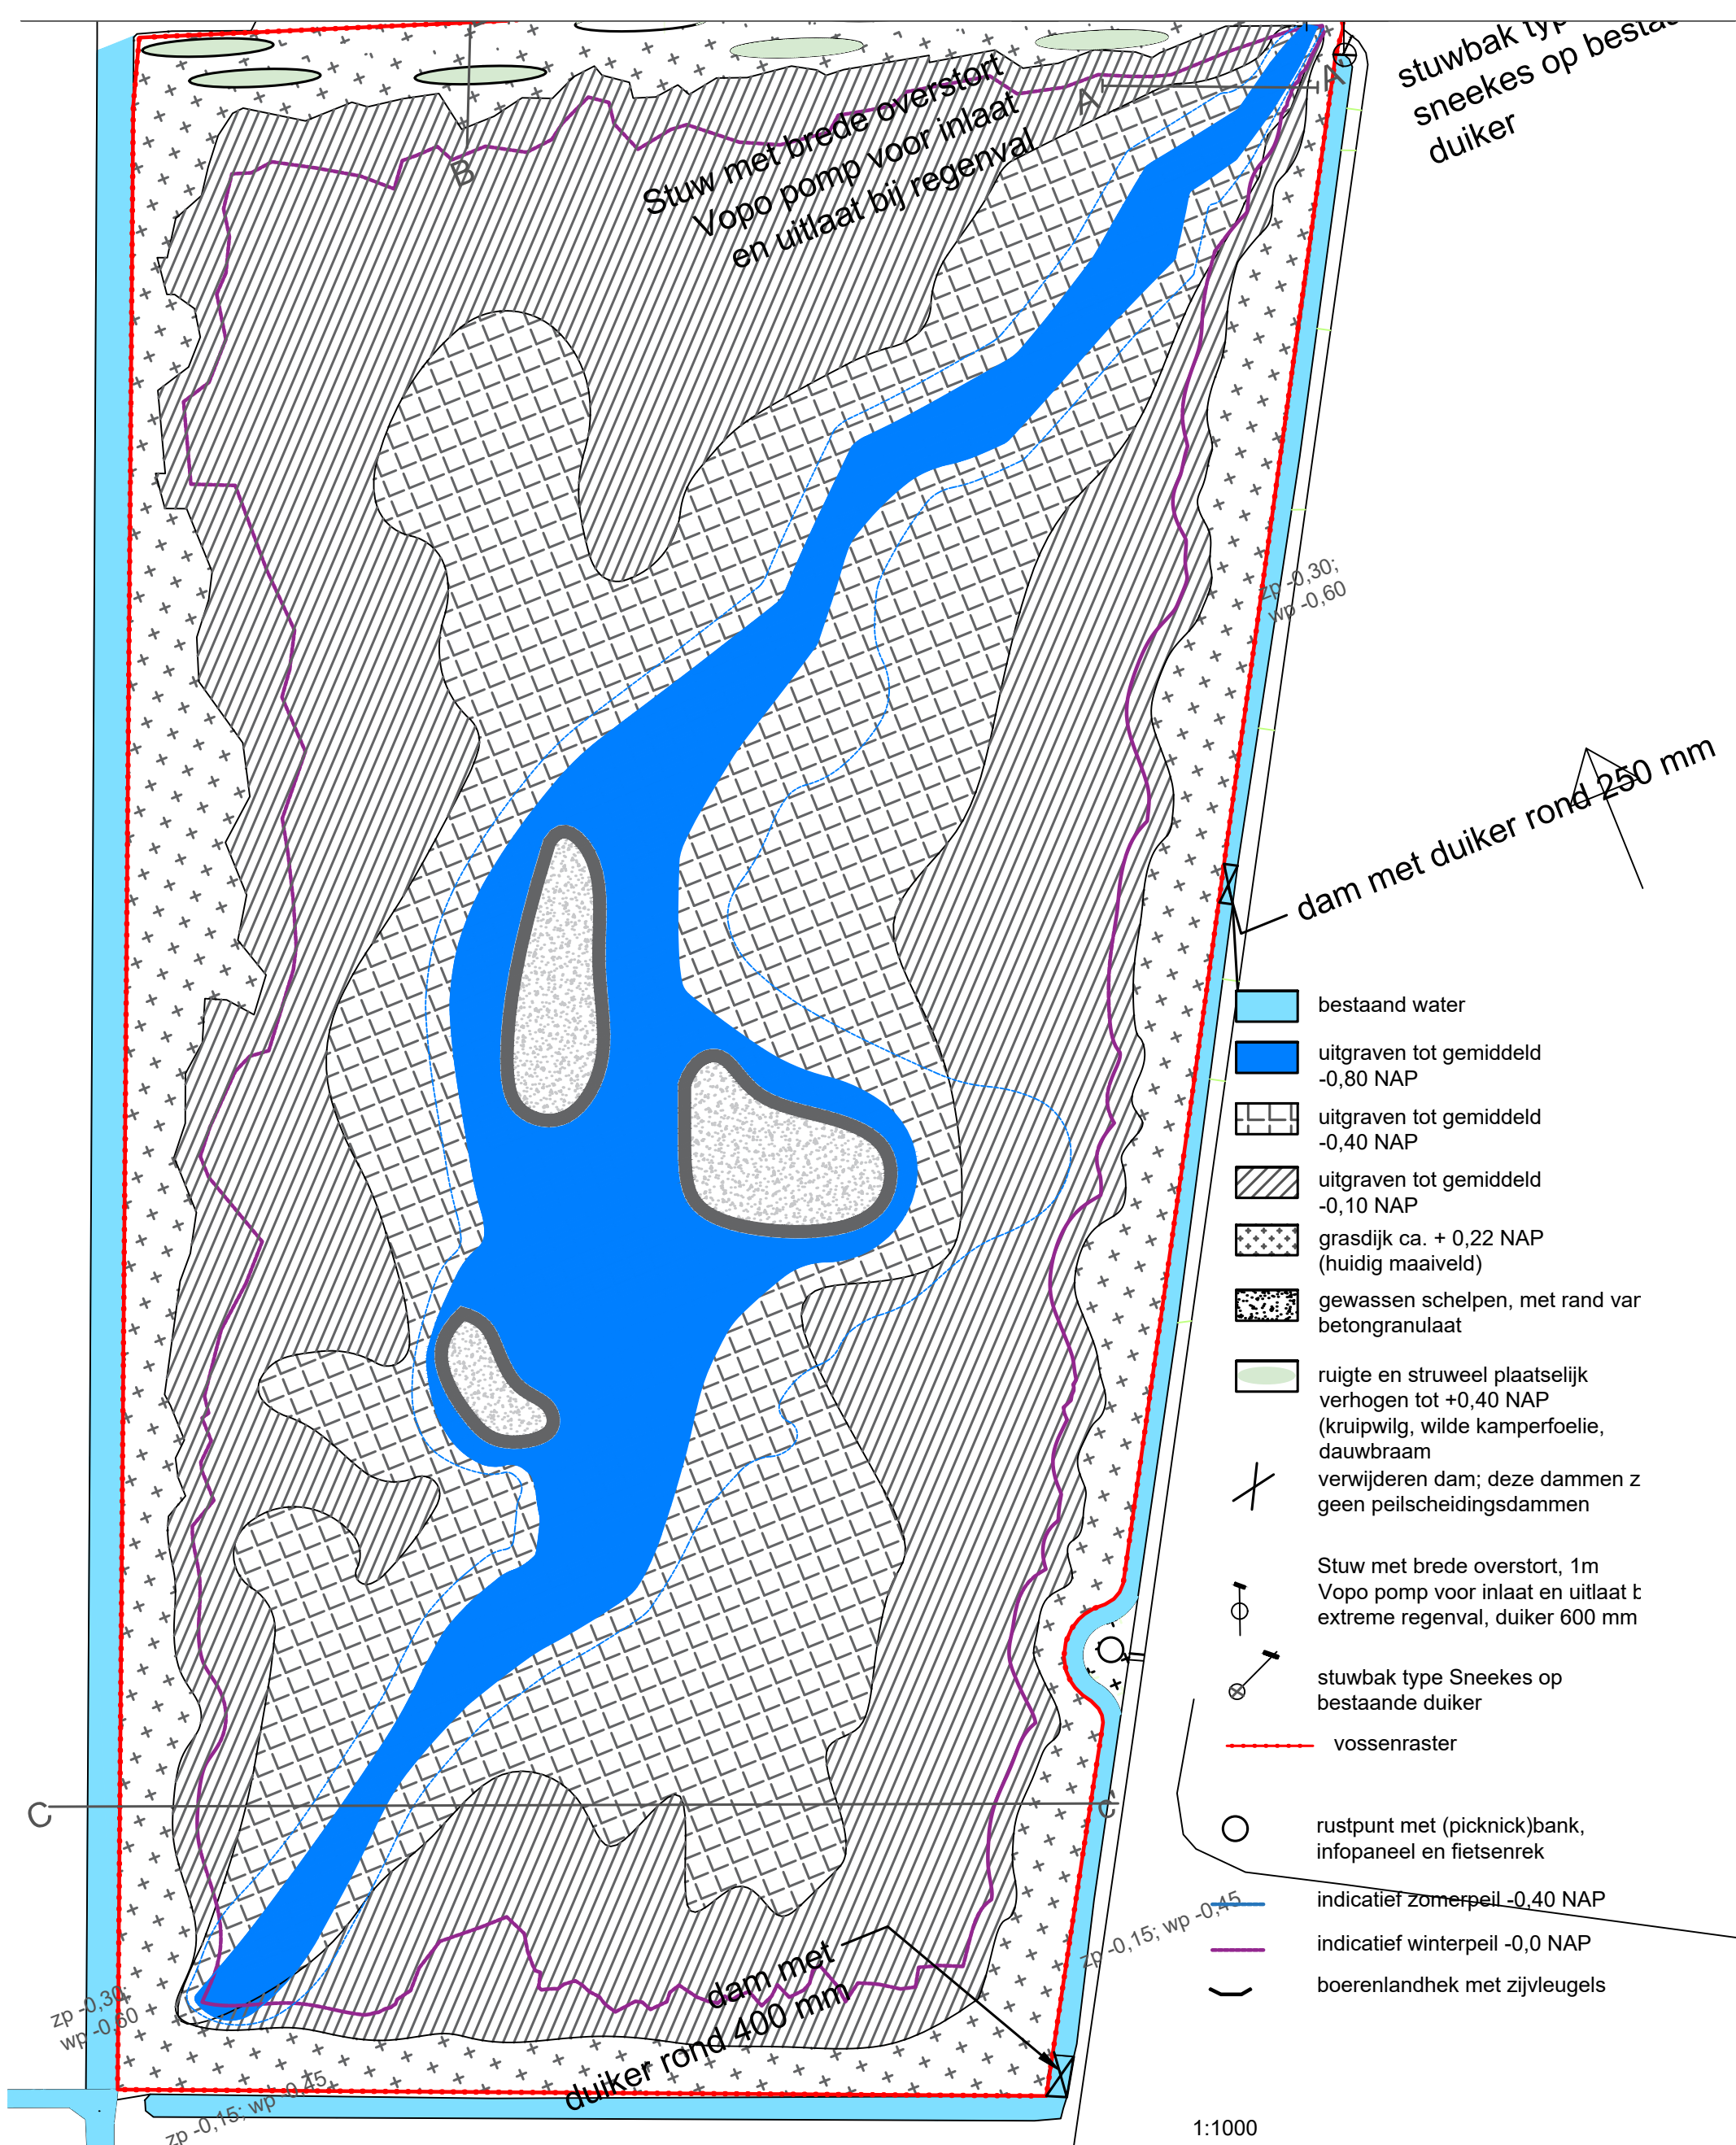 stuwbak typ
sneekes op bestaa
duiker
A
A'
Stuw met brede overstort
Vopo pomp voor inlaat
en uitlaat bij regenval
B
zp -0,30;
wp -0,60
dam met duiker rond 250 mm
bestaand water
uitgraven tot gemiddeld
-0,80 NAP
uitgraven tot gemiddeld
-0,40 NAP
uitgraven tot gemiddeld
-0,10 NAP
grasdijk ca. + 0,22 NAP
(huidig maaiveld)
gewassen schelpen, met rand van
betongranulaat
ruigte en struweel plaatselijk
verhogen tot +0,40 NAP
(kruipwilg, wilde kamperfoelie,
dauwbraam
verwijderen dam; deze dammen z
geen peilscheidingsdammen
Stuw met brede overstort, 1m
Vopo pomp voor inlaat en uitlaat b
extreme regenval, duiker 600 mm
stuwbak type Sneekes op
bestaande duiker
vossenraster
rustpunt met (picknick)bank,
infopaneel en fietsenrek
indicatief zomerpeil -0,40 NAP
indicatief winterpeil -0,0 NAP
boerenlandhek met zijvleugels
C
c'
zp -0,15; wp -0,45
dam met
duiker rond 400 mm
zp -0,30;
wp -0,60
zp -0,15; wp -0,45
1:1000